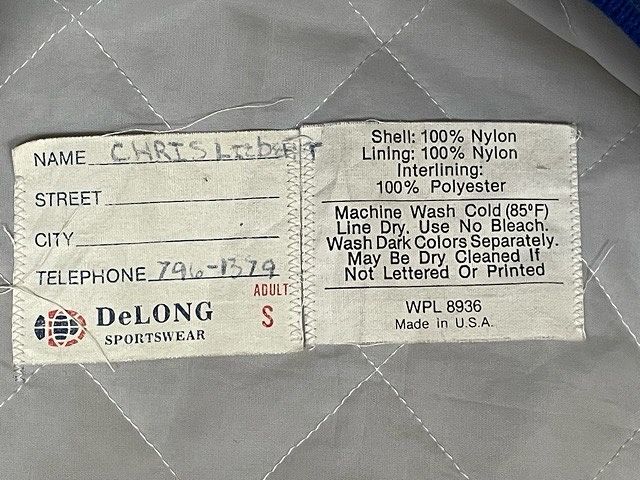 NAME CHRIS
STREET
CITY
TELEPHONE 796-1379
ADULT
DeLONG S
SPORTSWEAR
Shell: 100% Nylon
Lining: 100% Nylon
Interlining:
100% Polyester
Machine Wash Cold (85ºF)
Line Dry. Use No Bleach.
Wash Dark Colors Separately.
May Be Dry Cleaned If
Not Lettered Or Printed
WPL 8936
Made in U.S.A.